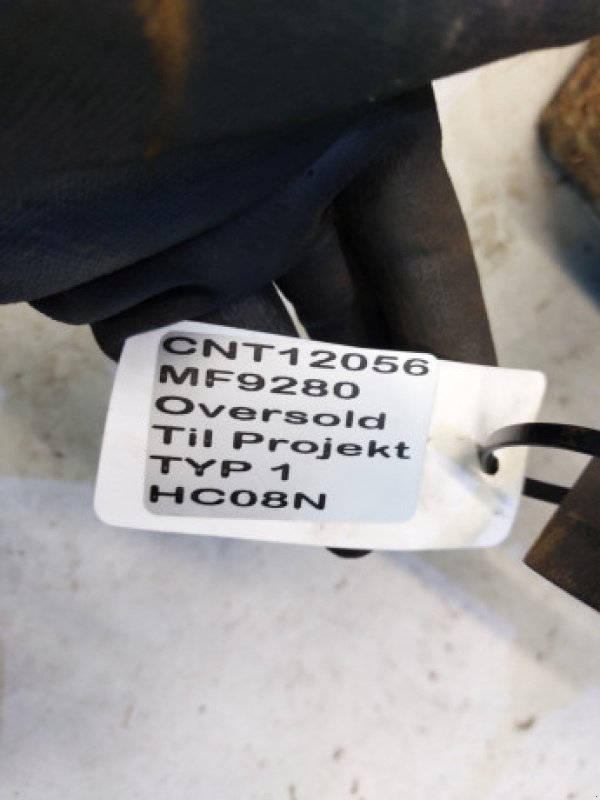 CNT12056
MF9280
Oversold
Til Projekt
TYP 1
HC08N